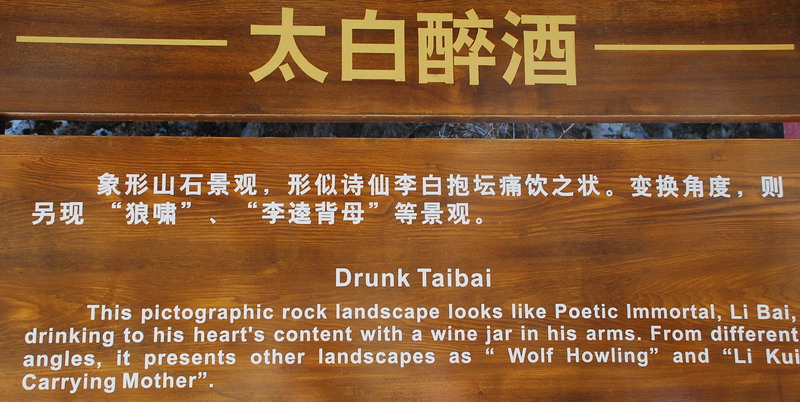 太白醉酒
象形山石景观，形似诗仙李白抱坛痛饮之状。变换角度，则
另现 “狼啸” 、 “李逵背母” 等景观。
Drunk Taibai
This pictographic rock landscape looks like Poetic Immortal, Li Bai,
drinking to his heart's content with a wine jar in his arms. From different
angles, it presents other landscapes as “ Wolf Howling” and “Li Kui
Carrying Mother”.